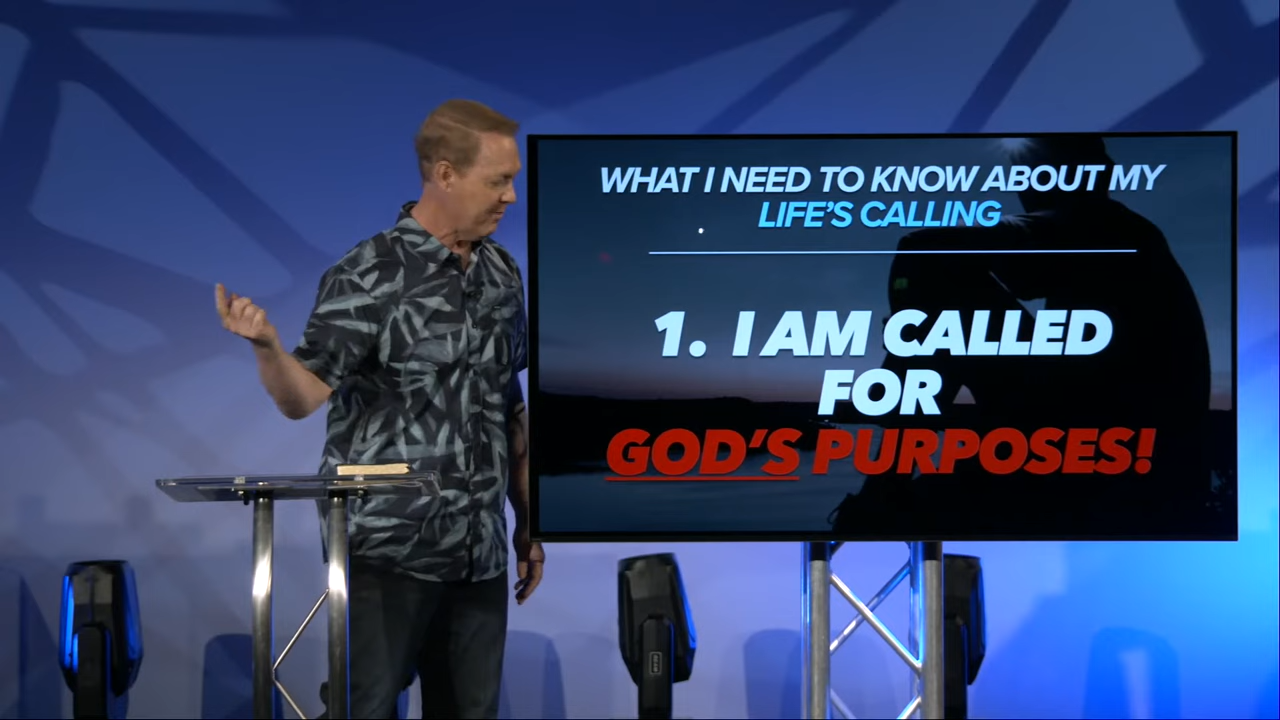 WHAT I NEED TO KNOW ABOUT MY
LIFE'S CALLING
1. I AM CALLED
FOR
GOD'S PURPOSES!